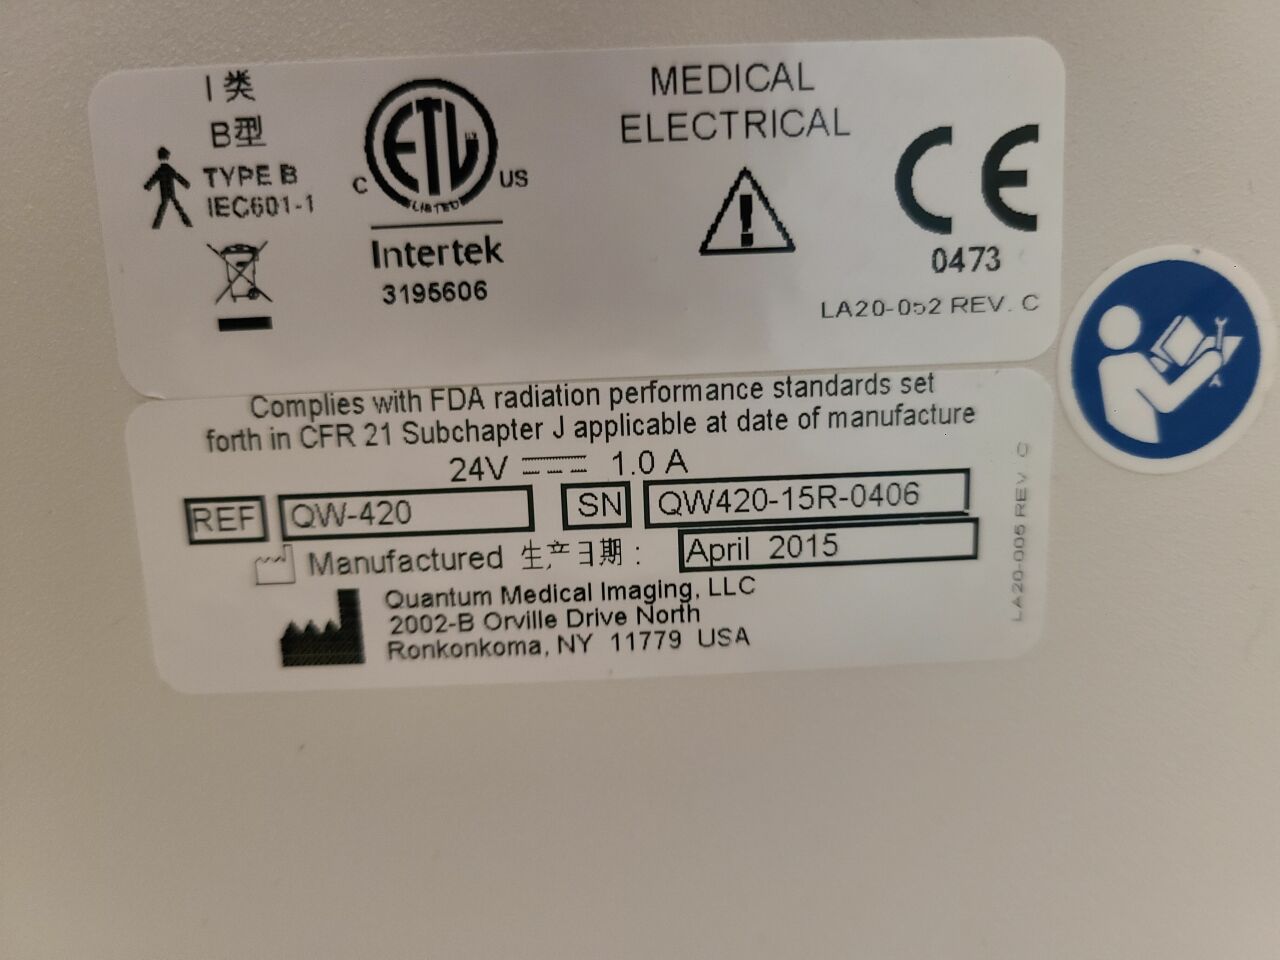 I 类
B型
TYPE B
IEC601-1
ETL
LISTED
C
US
Intertek
3195606
MEDICAL
ELECTRICAL
!
CE
0473
LA20-052 REV. C
Complies with FDA radiation performance standards set
forth in CFR 21 Subchapter J applicable at date of manufacture
24V 1.0 A
REF QW-420 SN QW420-15R-0406
Manufactured 生产日期: April 2015
Quantum Medical Imaging, LLC
2002-B Orville Drive North
Ronkonkoma, NY 11779 USA
LA20-005 REV C